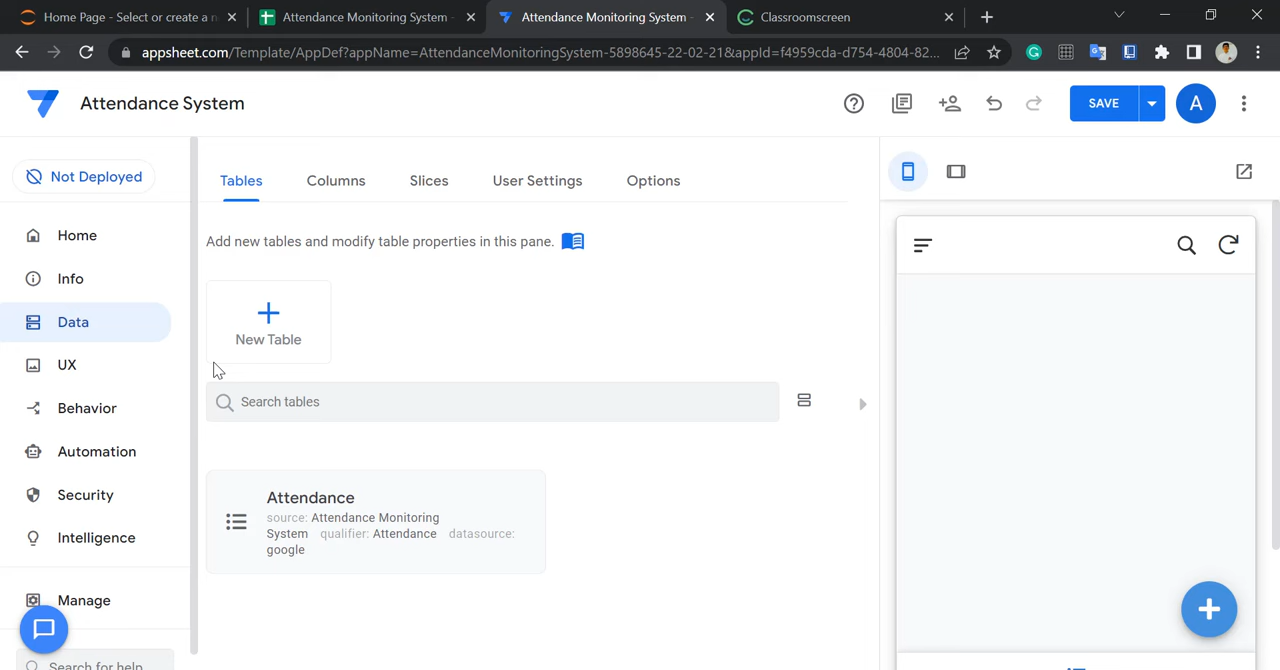 Home Page - Select or create a n
Attendance Monitoring System -
Attendance Monitoring System -
Classroomscreen
appsheet.com/Template/AppDef?appName=AttendanceMonitoringSystem-5898645-22-02-21&appId=f4959cda-d754-4804-82...
Attendance System
SAVE
A
Not Deployed
Home
Info
Data
UX
Behavior
Automation
Security
Intelligence
Manage
Search for help
Tables
Columns
Slices
User Settings
Options
Add new tables and modify table properties in this pane.
New Table
Search tables
Attendance
source: Attendance Monitoring
System qualifier: Attendance datasource:
google